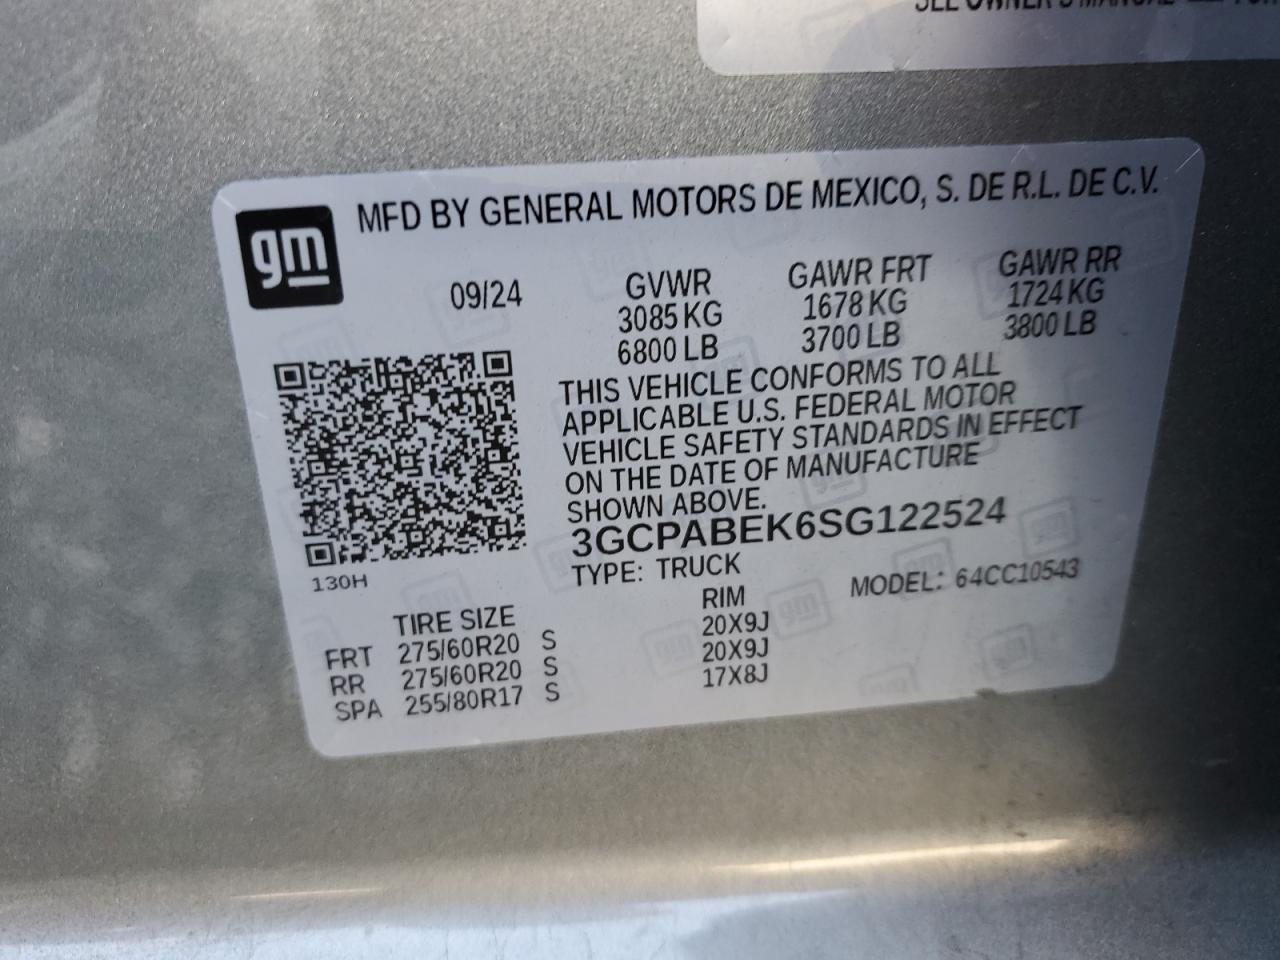 SEE OWNER'S MANUAL
gm
MFD BY GENERAL MOTORS DE MEXICO, S. DE R.L. DE C.V.
09/24 GVWR GAWR FRT GAWR RR
3085 KG 1678 KG 1724 KG
6800 LB 3700 LB 3800 LB
THIS VEHICLE CONFORMS TO ALL
APPLICABLE U.S. FEDERAL MOTOR
VEHICLE SAFETY STANDARDS IN EFFECT
ON THE DATE OF MANUFACTURE
SHOWN ABOVE.
3GCPABEK6SG122524
130H
TYPE: TRUCK MODEL: 64CC10543
TIRE SIZE RIM
FRT 275/60R20 S 20X9J
RR 275/60R20 S 20X9J
SPA 255/80R17 S 17X8J